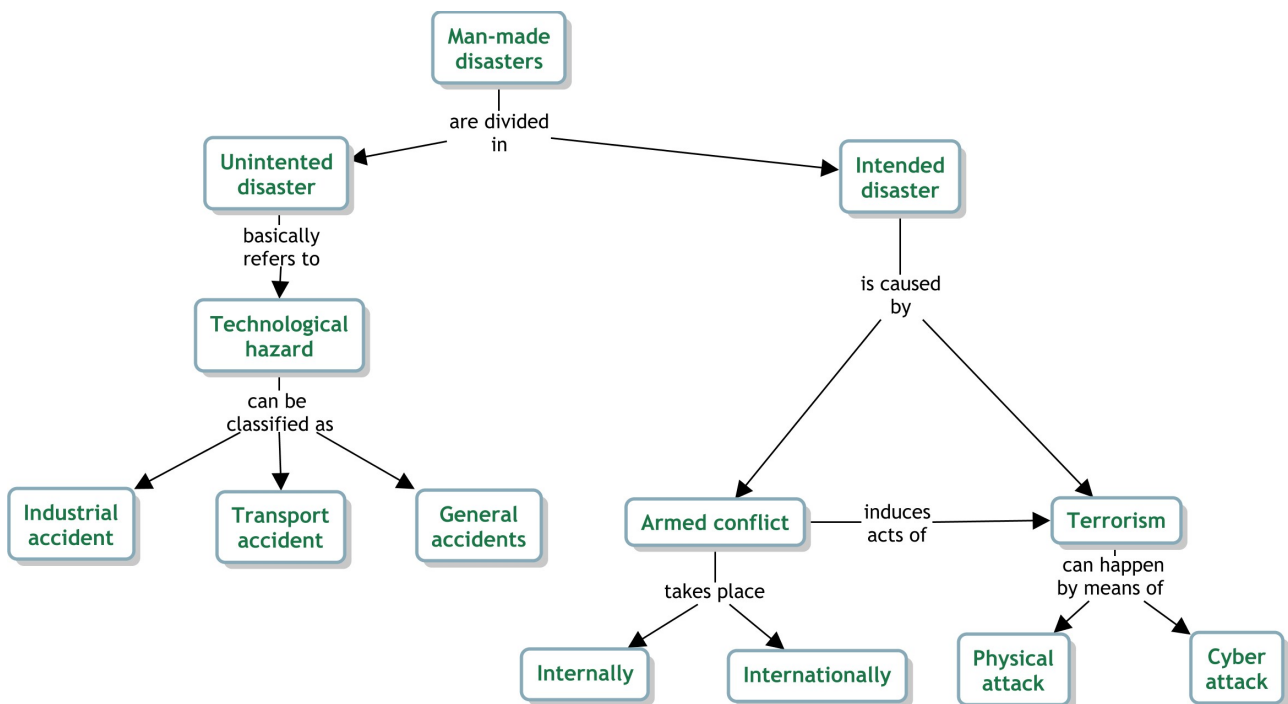 Man-made
disasters
are divided
in
Unintented
disaster
Intended
disaster
basically
refers to
is caused
by
Technological
hazard
can be
classified as
Industrial
accident
Transport
accident
General
accidents
Armed conflict
induces
acts of
Terrorism
takes place
can happen
by means of
Internally
Internationally
Physical
attack
Cyber
attack